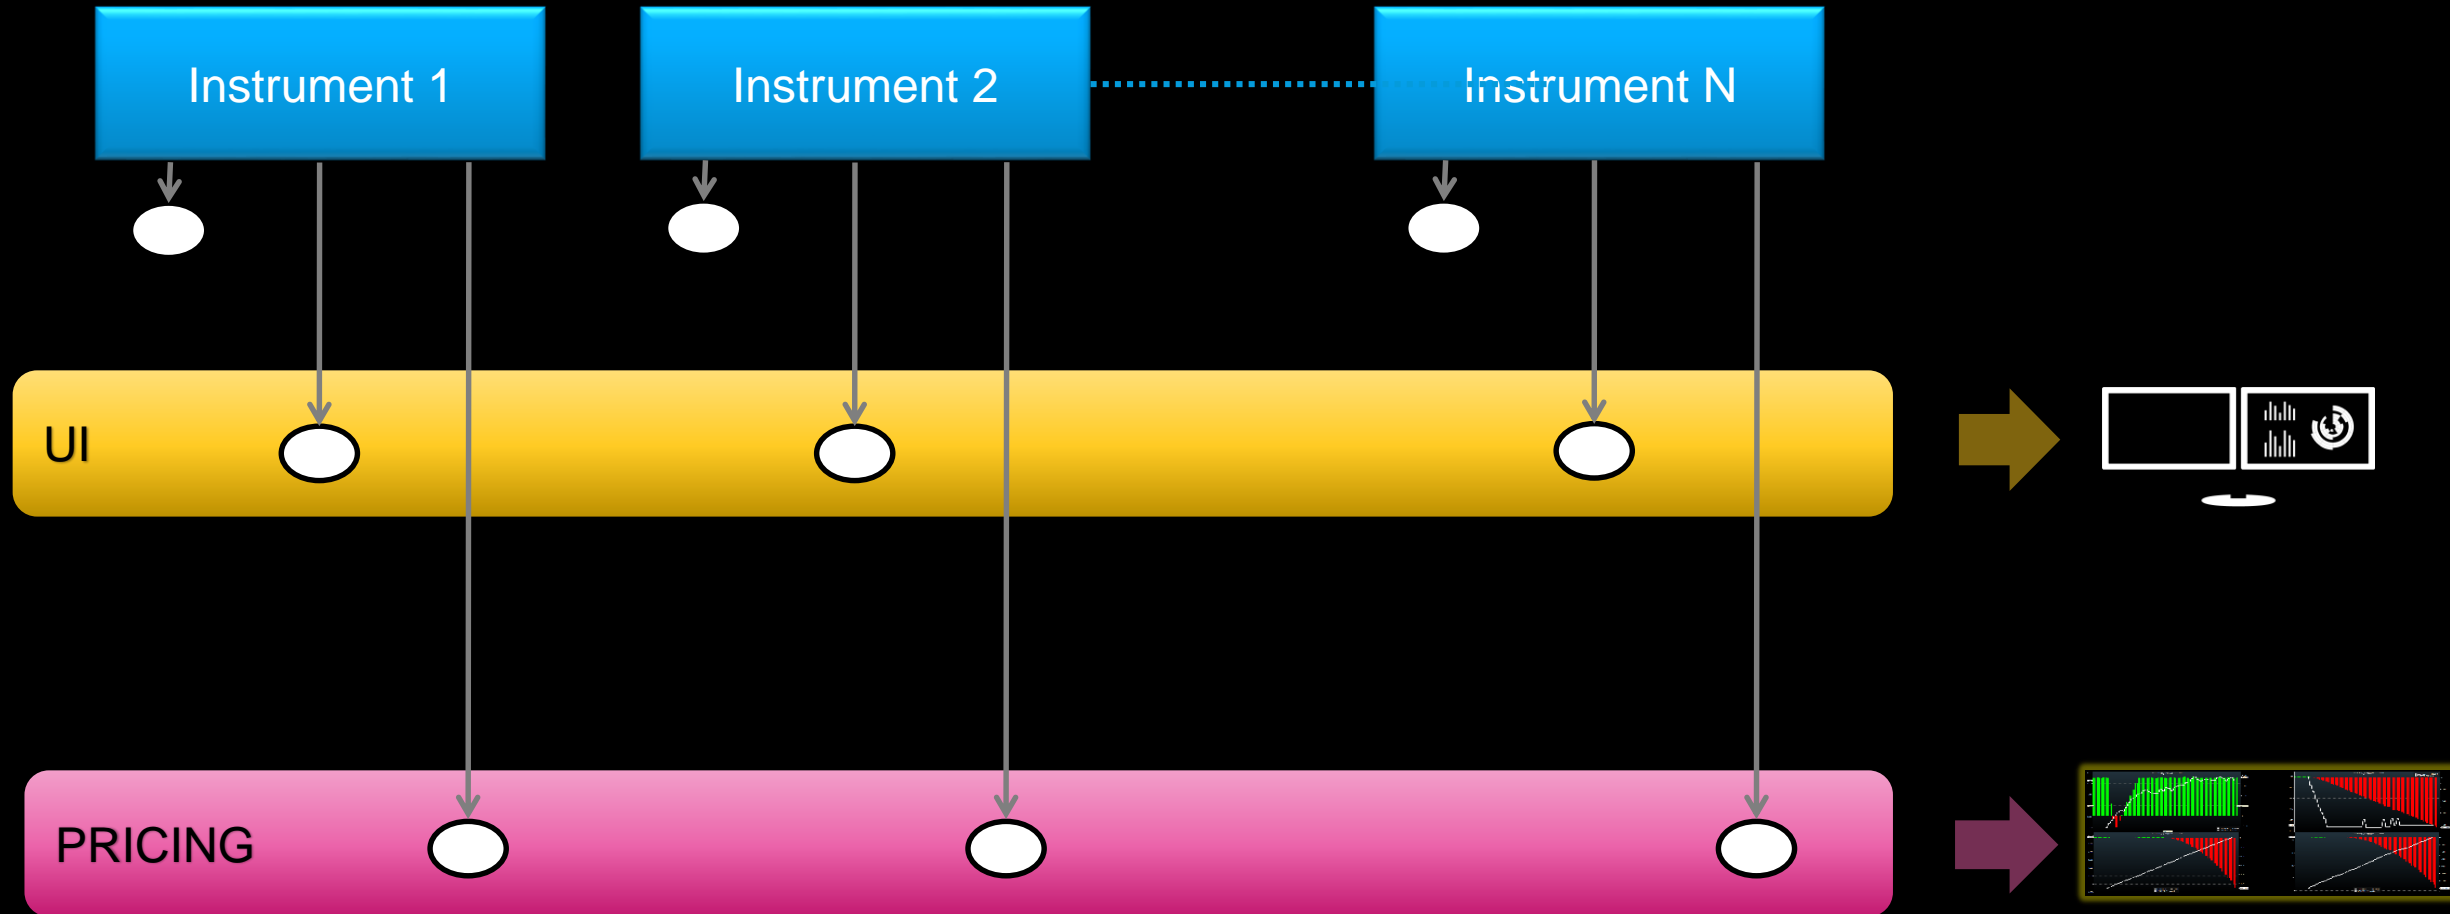 Instrument 1
Instrument 2
Instrument N
UI
PRICING